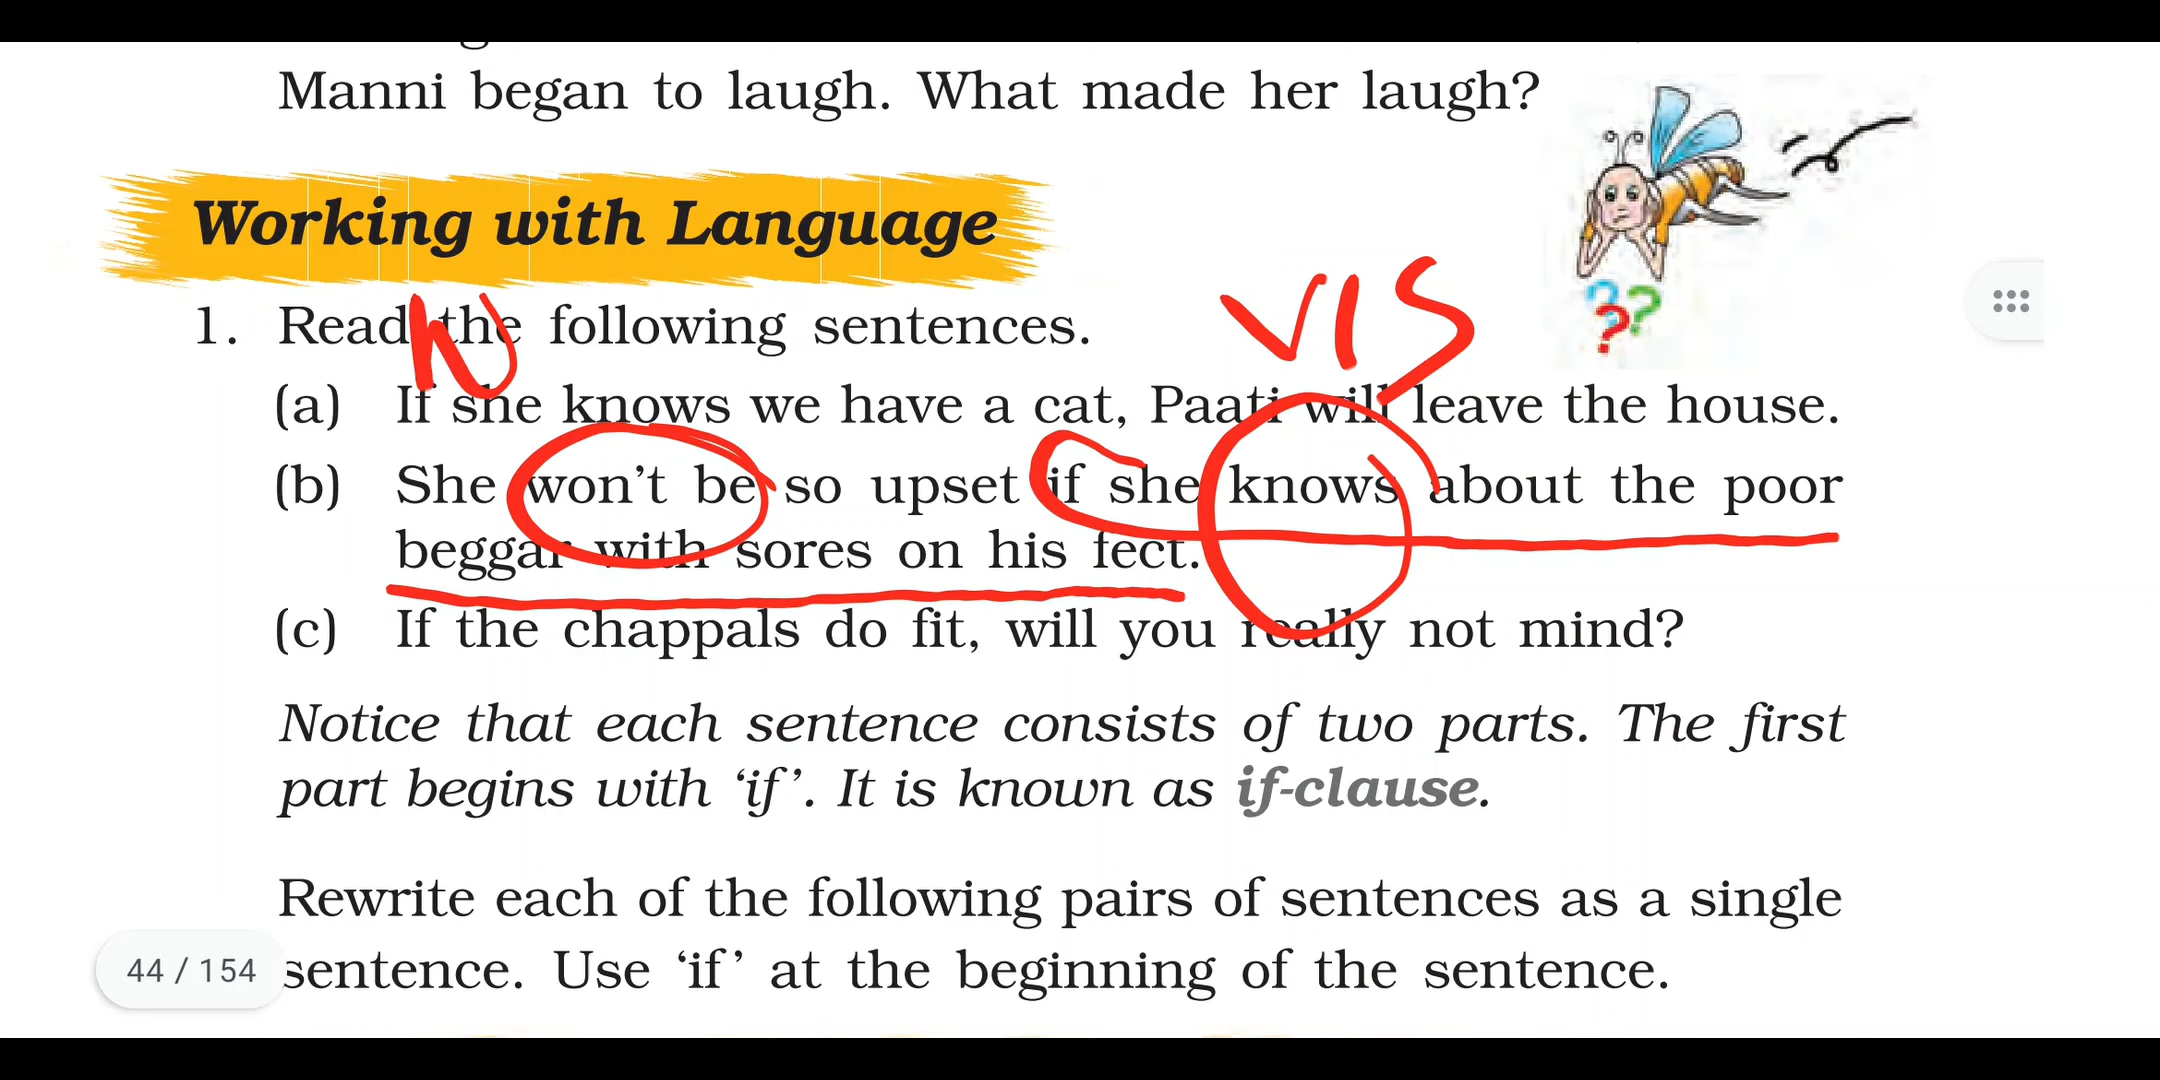 Manni began to laugh. What made her laugh?
? ? ?
Working with Language
N
VIS
1. Read the following sentences.
(a) If she knows we have a cat, Paati will leave the house.
(b) She won't be so upset if she knows about the poor
beggar with sores on his feet.
(c) If the chappals do fit, will you really not mind?
Notice that each sentence consists of two parts. The first
part begins with ‘if’. It is known as if-clause.
Rewrite each of the following pairs of sentences as a single
sentence. Use ‘if’ at the beginning of the sentence.
44 / 154